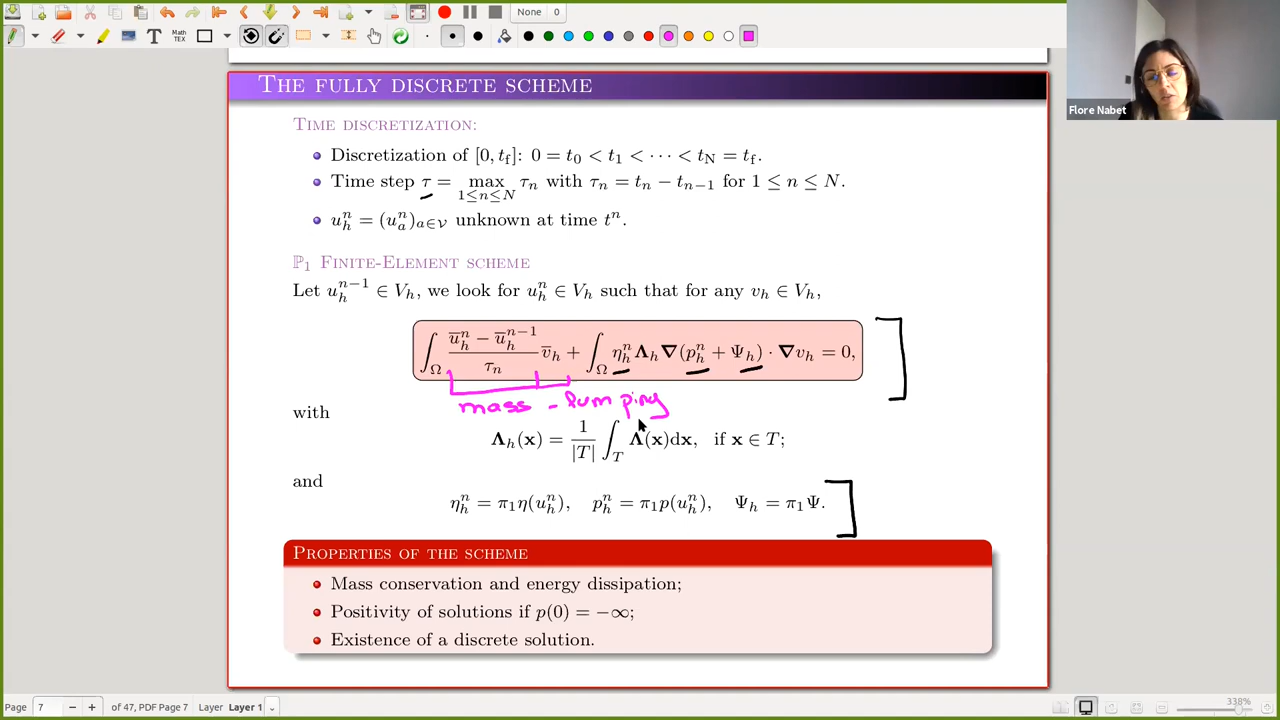 None 0
Flore Nabet
THE FULLY DISCRETE SCHEME
TIME DISCRETIZATION:
Discretization of [0, t_f]: 0 = t_0 < t_1 < ⋯ < t_N = t_f.
Time step τ = max_{1≤n≤N} τ_n with τ_n = t_n − t_{n−1} for 1 ≤ n ≤ N.
u_h^n = (u_a^n)_{a∈𝒱} unknown at time t^n.
ℙ_1 FINITE-ELEMENT SCHEME
Let u_h^{n−1} ∈ V_h, we look for u_h^n ∈ V_h such that for any v_h ∈ V_h,
∫_Ω (u̅_h^n − u̅_h^{n−1})/τ_n v̅_h + ∫_Ω η_h^n Λ_h ∇(p_h^n + Ψ_h) · ∇v_h = 0,
mass - lumping
with
Λ_h(x) = 1/|T| ∫_T Λ(x)dx, if x ∈ T;
and
η_h^n = π_1 η(u_h^n), p_h^n = π_1 p(u_h^n), Ψ_h = π_1 Ψ.
PROPERTIES OF THE SCHEME
Mass conservation and energy dissipation;
Positivity of solutions if p(0) = −∞;
Existence of a discrete solution.
Page 7 of 47, PDF Page 7 Layer Layer 1 338%